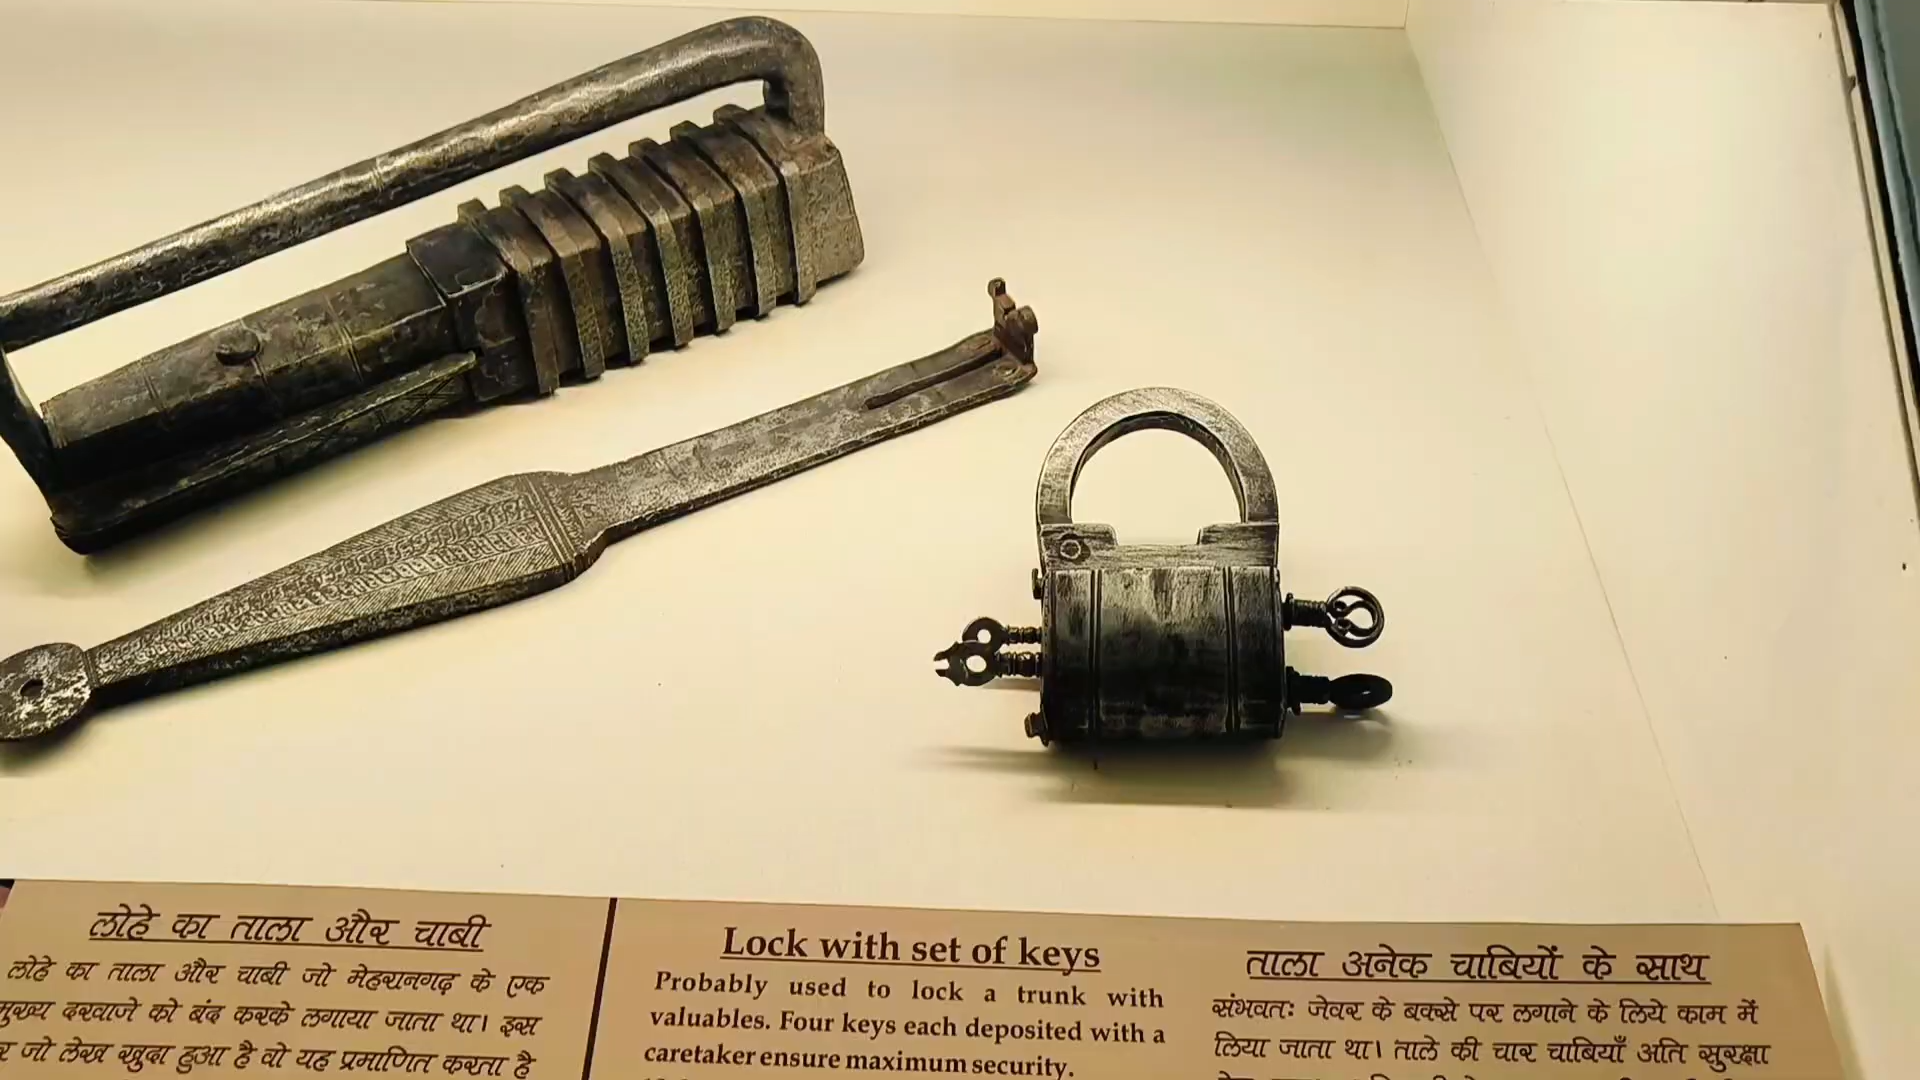 लोहे का ताला और चाबी
लोहे का ताला और चाबी जो मेहरानगढ़ के एक
मुख्य दरवाजे को बंद करके लगाया जाता था। इस
जो लेख खुदा हुआ है वो यह प्रमाणित करता है
Lock with set of keys
Probably used to lock a trunk with
valuables. Four keys each deposited with a
caretaker ensure maximum security.
ताला अनेक चाबियों के साथ
संभवतः जेवर के बक्से पर लगाने के लिये काम में
लिया जाता था। ताले की चार चाबियाँ अति सुरक्षा